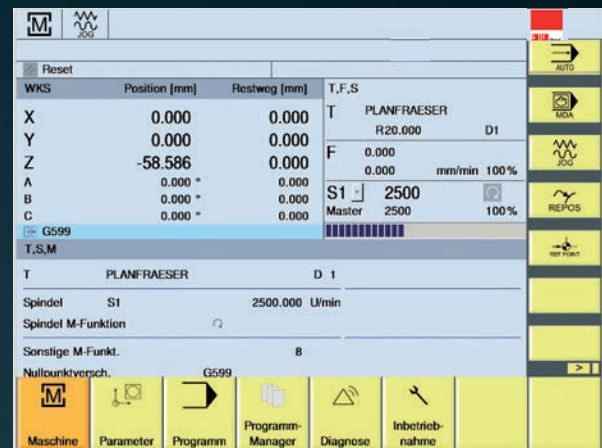 M JOG
AUTO
Reset
WKS Position [mm] Restweg [mm] T,F,S
X 0.000 0.000
T PLANFRAESER
R20.000 D1
MDA
Y 0.000 0.000
Z -58.586 0.000
F 0.000
0.000 mm/min 100%
JOG
A 0.000 ° 0.000
B 0.000 ° 0.000
C 0.000 ° 0.000
S1 2500
Master 2500 100%
REPOS
G599
T,S,M
REF POINT
T PLANFRAESER D 1
Spindel S1 2500.000 U/min
Spindel M-Funktion
Sonstige M-Funkt. 8
Nullpunktversch. G599
>
M
Maschine Parameter Programm Programm-
Manager Diagnose Inbetrieb-
nahme